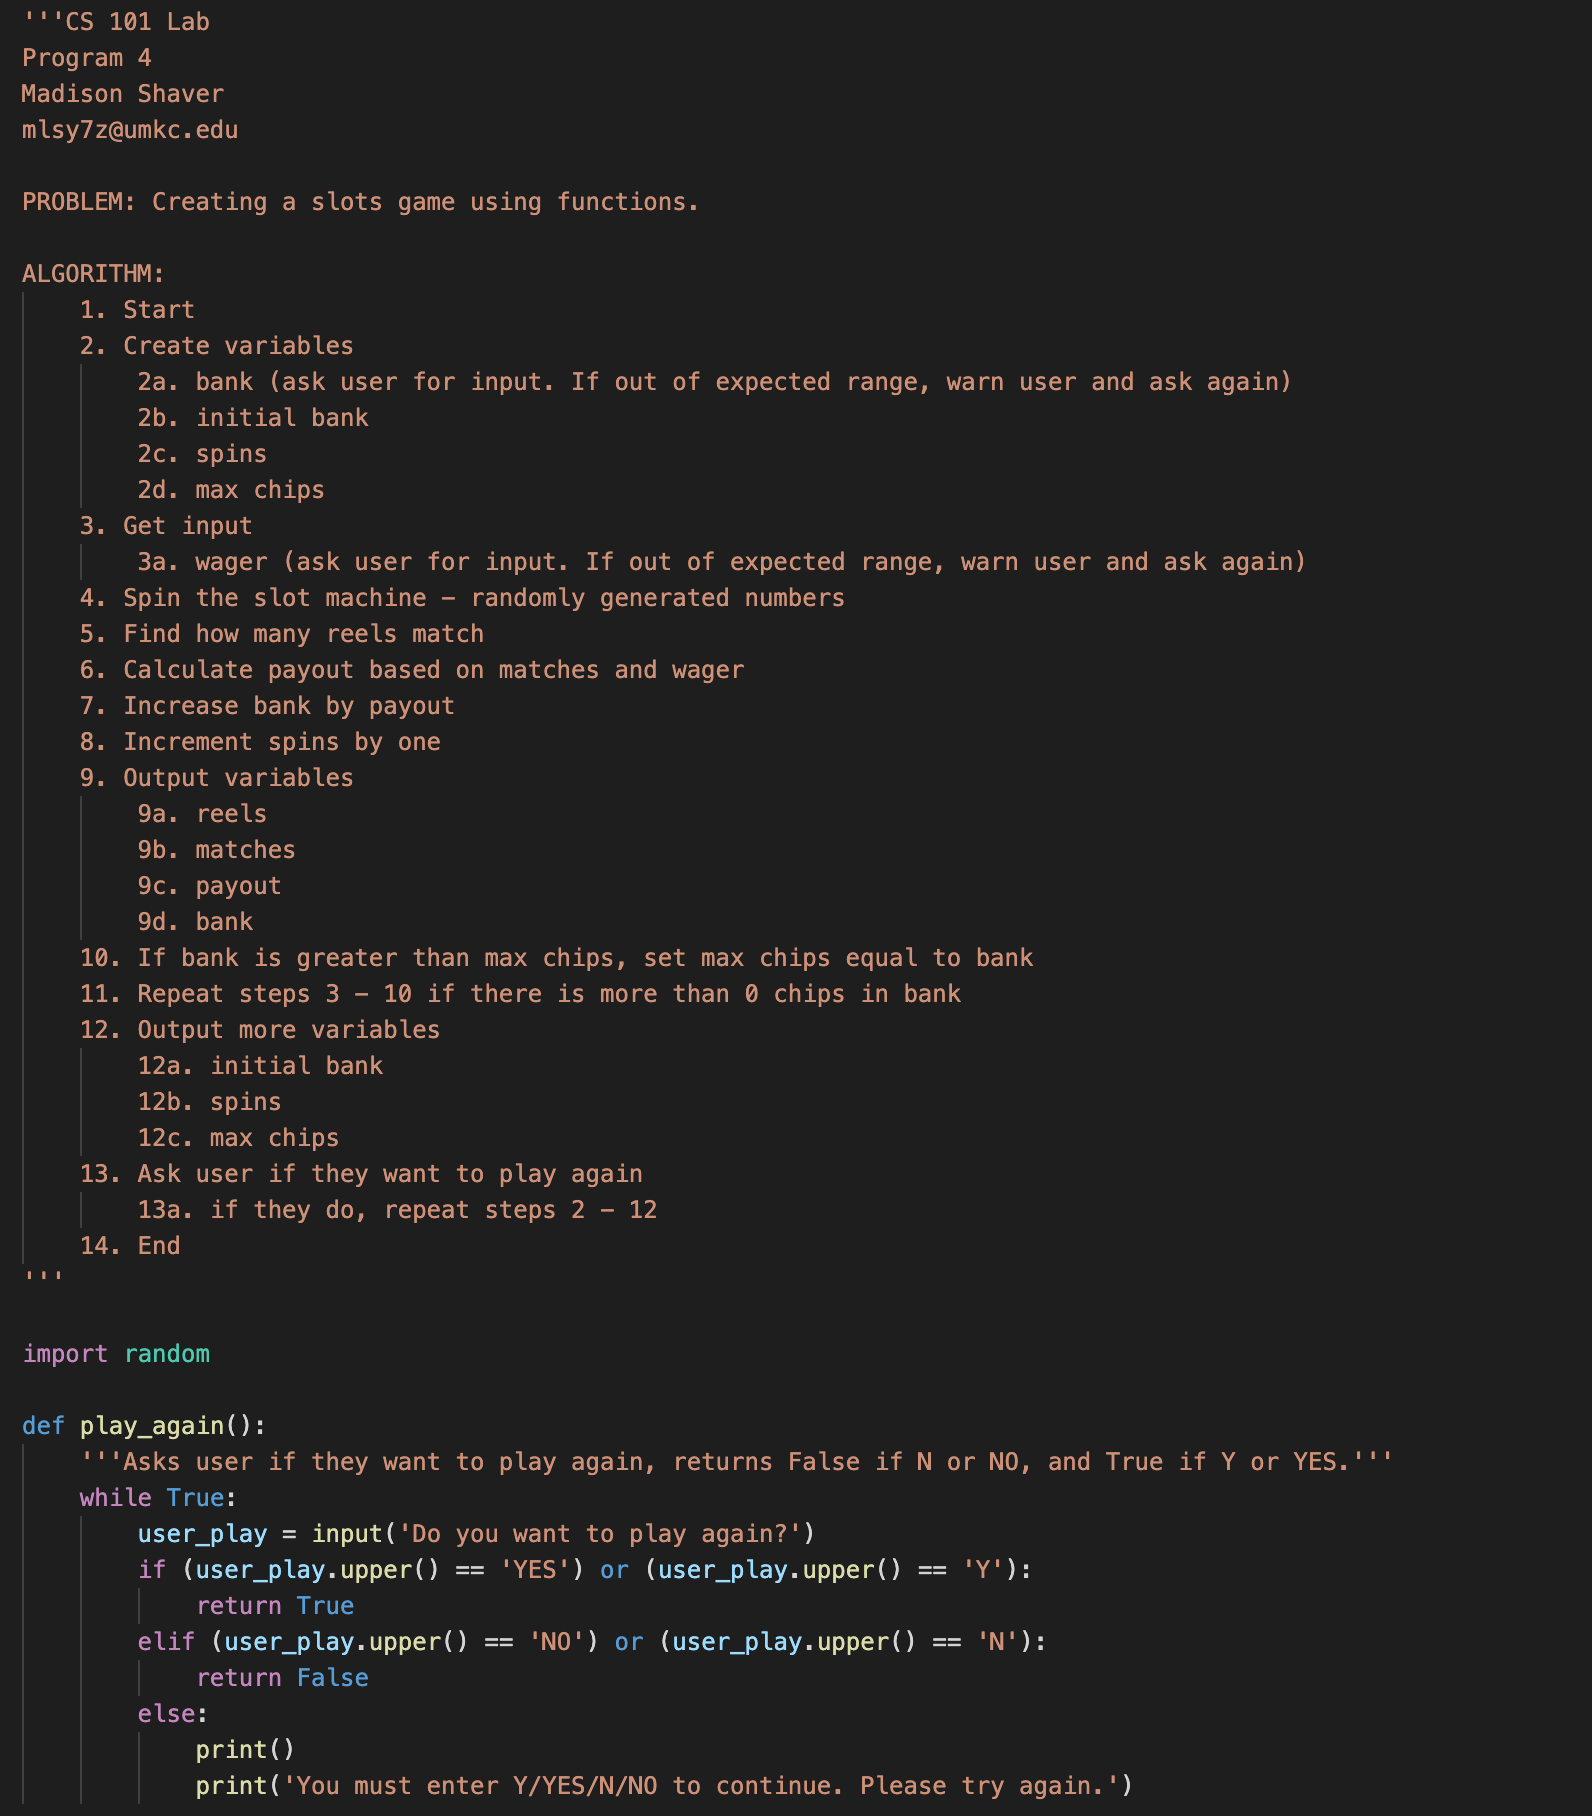 '''CS 101 Lab
Program 4
Madison Shaver
mlsy7z@umkc.edu

PROBLEM: Creating a slots game using functions.

ALGORITHM:
    1. Start
    2. Create variables
        2a. bank (ask user for input. If out of expected range, warn user and ask again)
        2b. initial bank
        2c. spins
        2d. max chips
    3. Get input
        3a. wager (ask user for input. If out of expected range, warn user and ask again)
    4. Spin the slot machine – randomly generated numbers
    5. Find how many reels match
    6. Calculate payout based on matches and wager
    7. Increase bank by payout
    8. Increment spins by one
    9. Output variables
        9a. reels
        9b. matches
        9c. payout
        9d. bank
    10. If bank is greater than max chips, set max chips equal to bank
    11. Repeat steps 3 – 10 if there is more than 0 chips in bank
    12. Output more variables
        12a. initial bank
        12b. spins
        12c. max chips
    13. Ask user if they want to play again
        13a. if they do, repeat steps 2 – 12
    14. End
'''

import random

def play_again():
    '''Asks user if they want to play again, returns False if N or NO, and True if Y or YES.'''
    while True:
        user_play = input('Do you want to play again?')
        if (user_play.upper() == 'YES') or (user_play.upper() == 'Y'):
            return True
        elif (user_play.upper() == 'NO') or (user_play.upper() == 'N'):
            return False
        else:
            print()
            print('You must enter Y/YES/N/NO to continue. Please try again.')